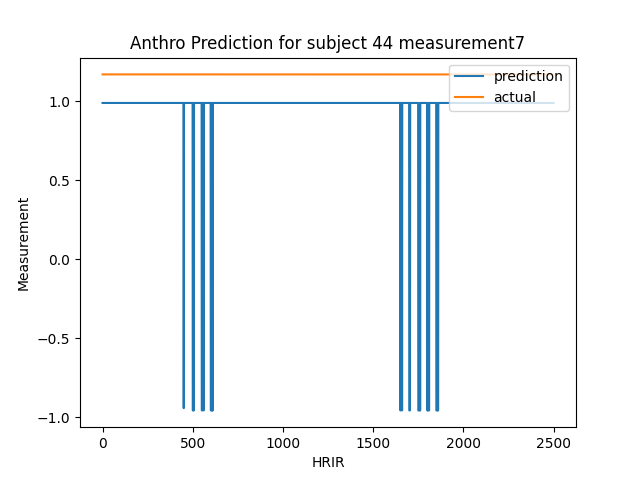 Anthro Prediction for subject 44 measurement7
prediction
actual
1.0
0.5
0.0
−0.5
−1.0
Measurement
0
500
1000
1500
2000
2500
HRIR